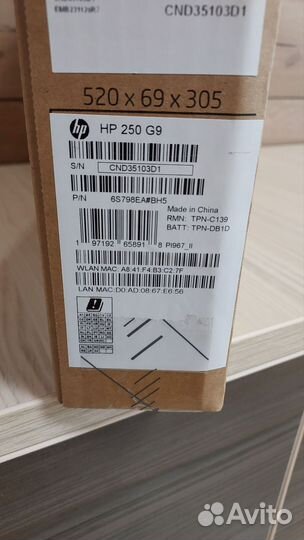 CND35103D1
520 x 69 x 305
hp HP 250 G9
S/N CND35103D1
P/N 6S798EA#BH5
Made in China
RMN: TPN-C139
BATT: TPN-DB1D
1 97192 65891 8 PI967_II
WLAN MAC: A8:41:F4:B3:C2:7F
LAN MAC: D0:AD:08:67:E6:56
Avito